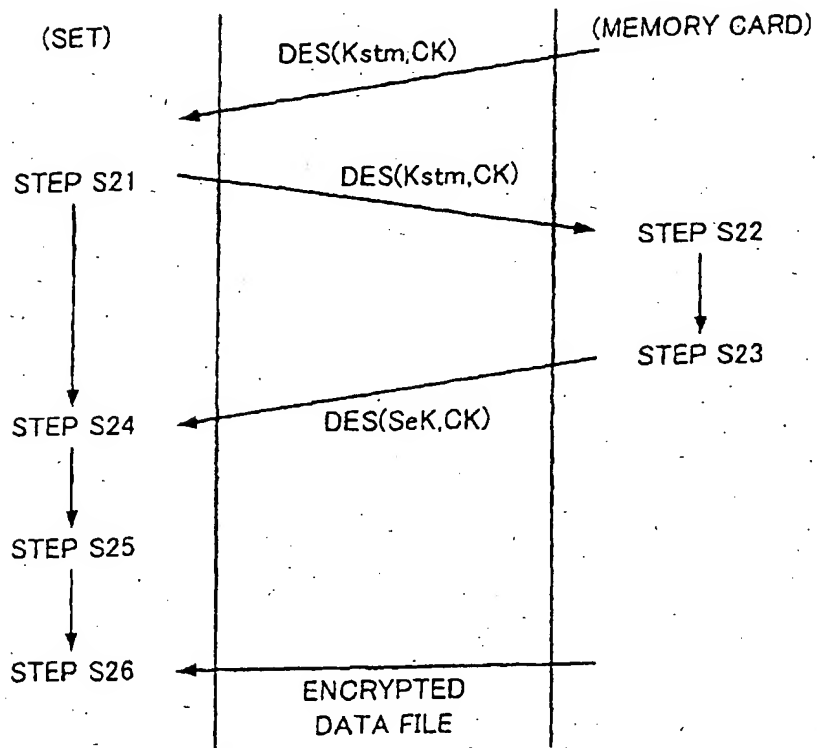 (SET)
(MEMORY CARD)
DES(Kstm,CK)
STEP S21
DES(Kstm,CK)
STEP S22
STEP S23
STEP S24
DES(SeK,CK)
STEP S25
STEP S26
ENCRYPTED
DATA FILE